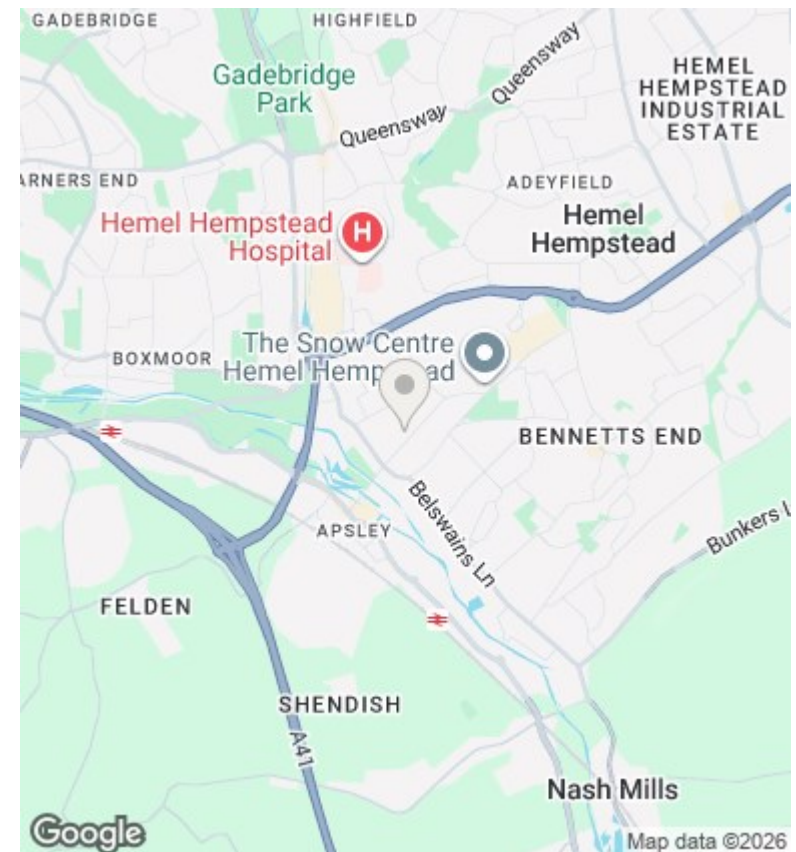 GADEBRIDGE
HIGHFIELD
Gadebridge
Park
Queensway
Queensway
HEMEL
HEMPSTEAD
INDUSTRIAL
ESTATE
ARNERS END
ADEYFIELD
Hemel Hempstead
Hospital
H
Hemel
Hempstead
BOXMOOR
The Snow Centre
Hemel Hemp ad
BENNETTS END
Belswains Ln
Bunkers L
APSLEY
FELDEN
SHENDISH
A41
Nash Mills
Google
Map data ©2026